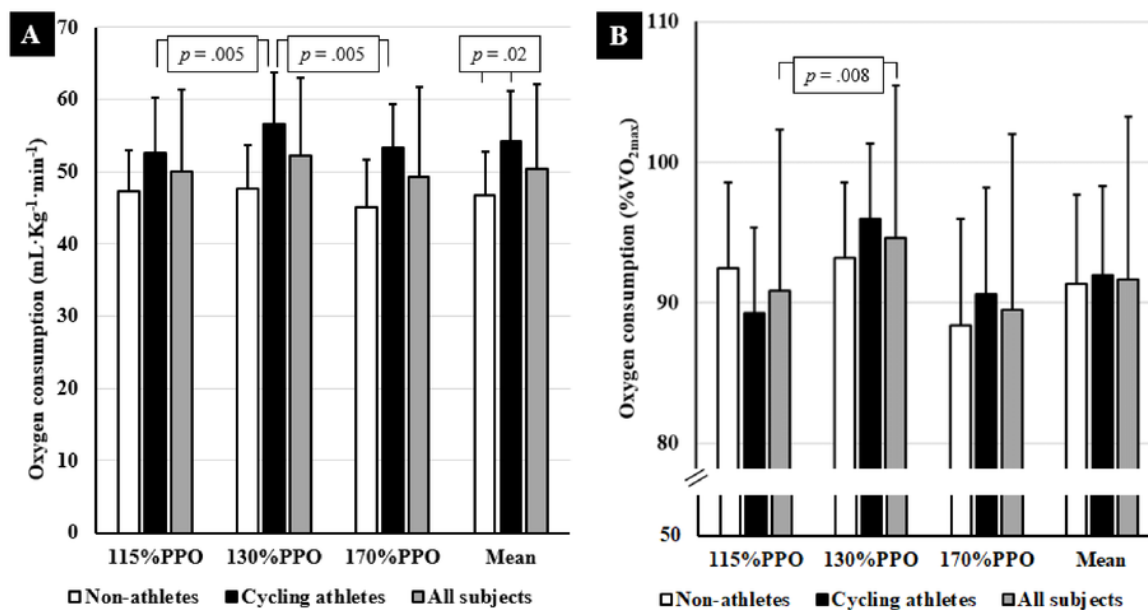 A
Oxygen consumption (mL·Kg⁻¹·min⁻¹)
70
60
50
40
30
20
10
0
p = .005
p = .005
p = .02
115%PPO 130%PPO 170%PPO Mean
Non-athletes Cycling athletes All subjects
B
Oxygen consumption (%VO₂max)
110
100
90
80
50
p = .008
115%PPO 130%PPO 170%PPO Mean
Non-athletes Cycling athletes All subjects